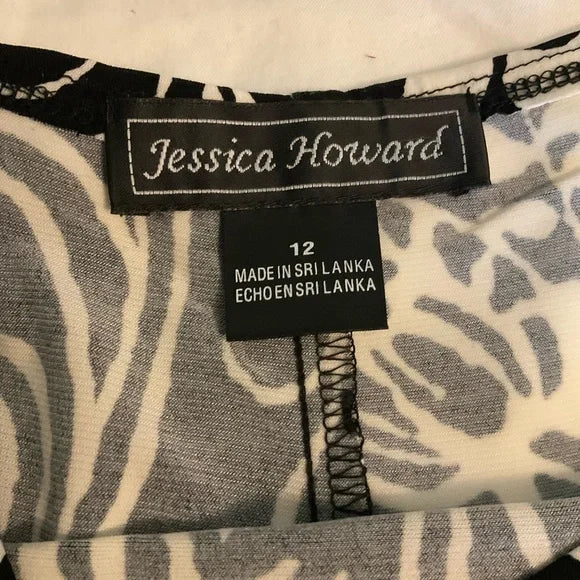 Jessica Howard
12
MADE IN SRI LANKA
ECHO EN SRI LANKA